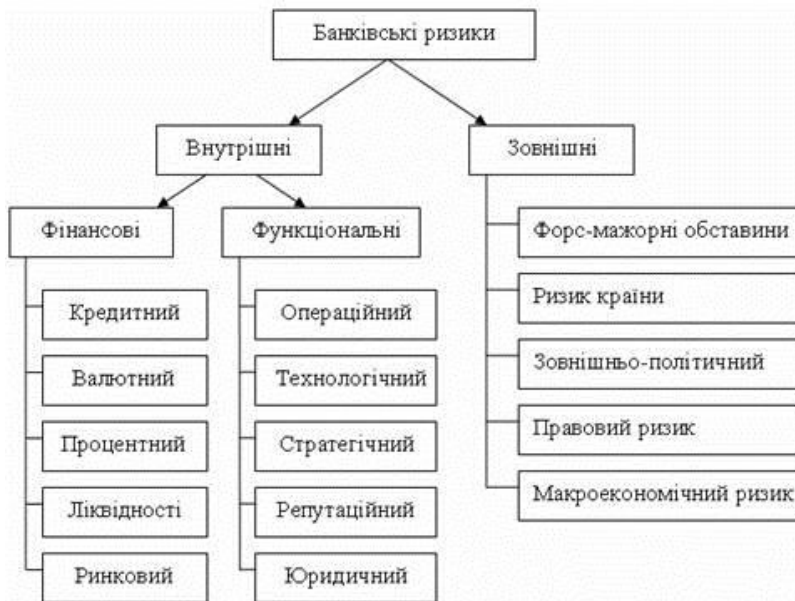 Банківські ризики
Внутрішні
Зовнішні
Фінансові
Функціональні
Кредитний
Валютний
Процентний
Ліквідності
Ринковий
Операційний
Технологічний
Стратегічний
Репутаційний
Юридичний
Форс-мажорні обставини
Ризик країни
Зовнішньо-політичний
Правовий ризик
Макроекономічний ризик